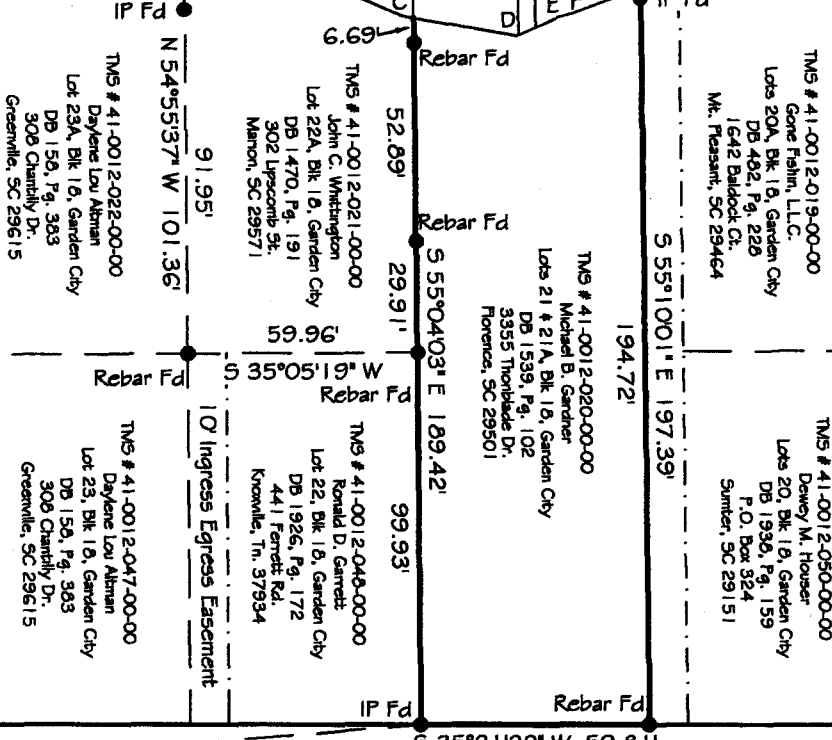 IP Fd
N 54°55'37" W 101.36'
91.95'
TMS # 41-0012-022-00-00
Daylene Lou Altman
Lot 23A, Blk 18, Garden City
DB 158, Pg. 383
308 Chantilly Dr.
Greenville, SC 29615
C
D
E
F
6.69'
Rebar Fd
52.89'
TMS # 41-0012-021-00-00
John C. Whittington
Lot 22A, Blk 18, Garden City
DB 1470, Pg. 191
302 Lipscomb St.
Marion, SC 29571
Rebar Fd
29.91'
S 55°04'03" E 189.42'
TMS # 41-0012-020-00-00
Michael B. Gardner
Lots 21 & 21A, Blk 18, Garden City
DB 1539, Pg. 102
3355 Thornblade Dr.
Florence, SC 29501
194.72'
S 55°10'01" E 197.39'
TMS # 41-0012-019-00-00
Gone Fishin, L.L.C.
Lots 20A, Blk 18, Garden City
DB 482, Pg. 228
1642 Baldock Ct.
Mt. Pleasant, SC 29464
59.96'
Rebar Fd
S 35°05'19" W
Rebar Fd
TMS # 41-0012-047-00-00
Daylene Lou Altman
Lot 23, Blk 18, Garden City
DB 158, Pg. 383
308 Chantilly Dr.
Greenville, SC 29615
10' Ingress Egress Easement
TMS # 41-0012-048-00-00
Ronald D. Garrett
Lot 22, Blk 18, Garden City
DB 1926, Pg. 172
441 Ferrett Rd.
Knoxville, Tn. 37934
99.93'
TMS # 41-0012-050-00-00
Dewey M. Houser
Lots 20, Blk 18, Garden City
DB 1938, Pg. 159
P.O. Box 324
Sumter, SC 29151
IP Fd
Rebar Fd